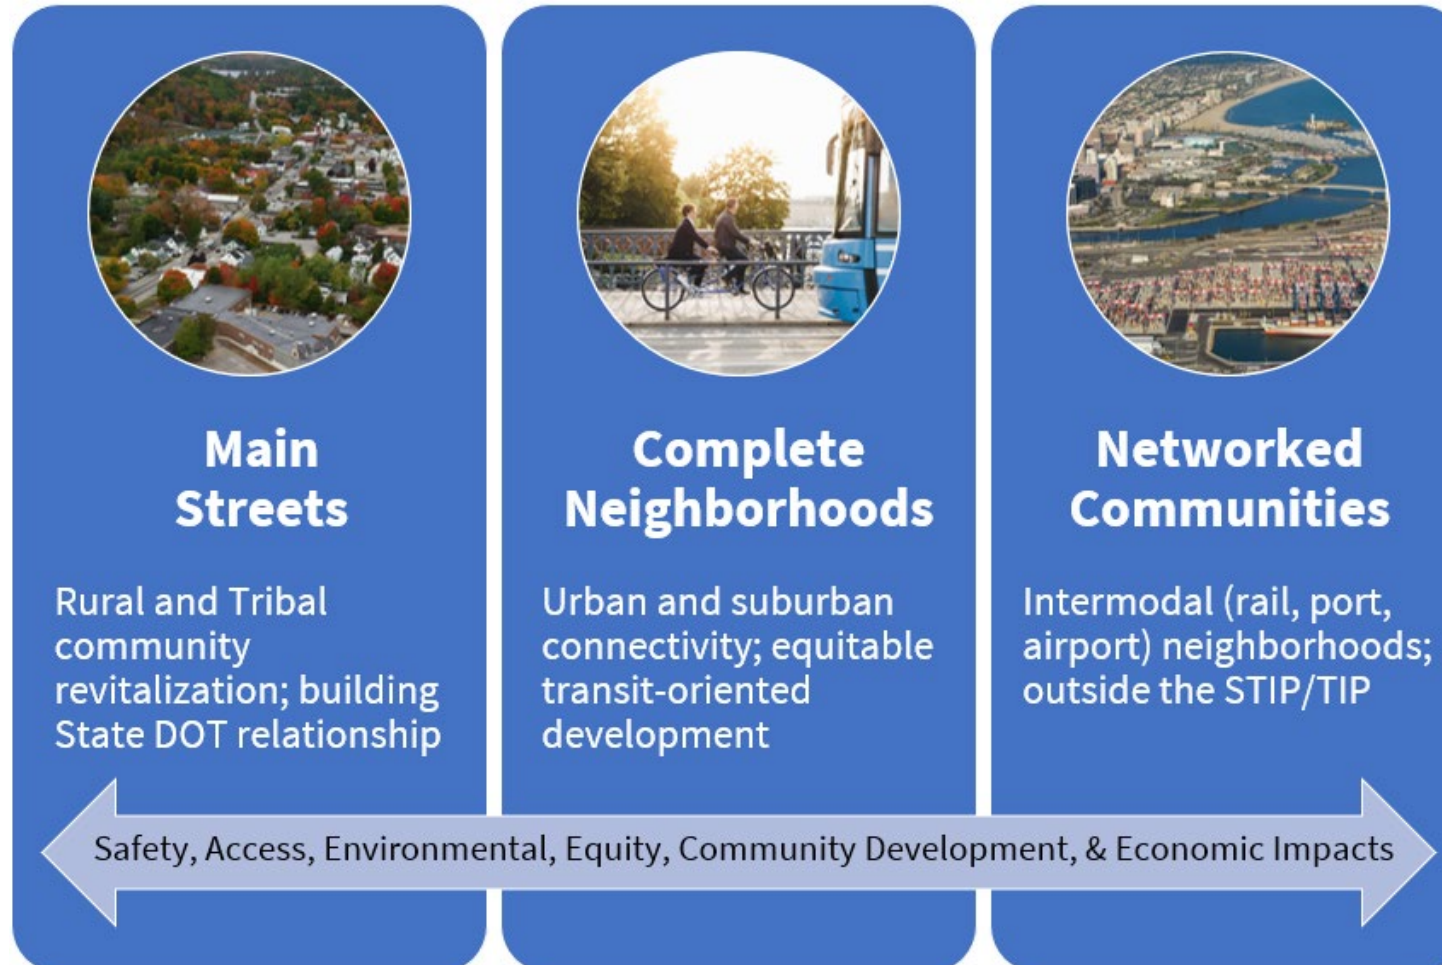 Main
Streets
Rural and Tribal
community
revitalization; building
State DOT relationship
Complete
Neighborhoods
Urban and suburban
connectivity; equitable
transit-oriented
development
Networked
Communities
Intermodal (rail, port,
airport) neighborhoods;
outside the STIP/TIP
Safety, Access, Environmental, Equity, Community Development, & Economic Impacts